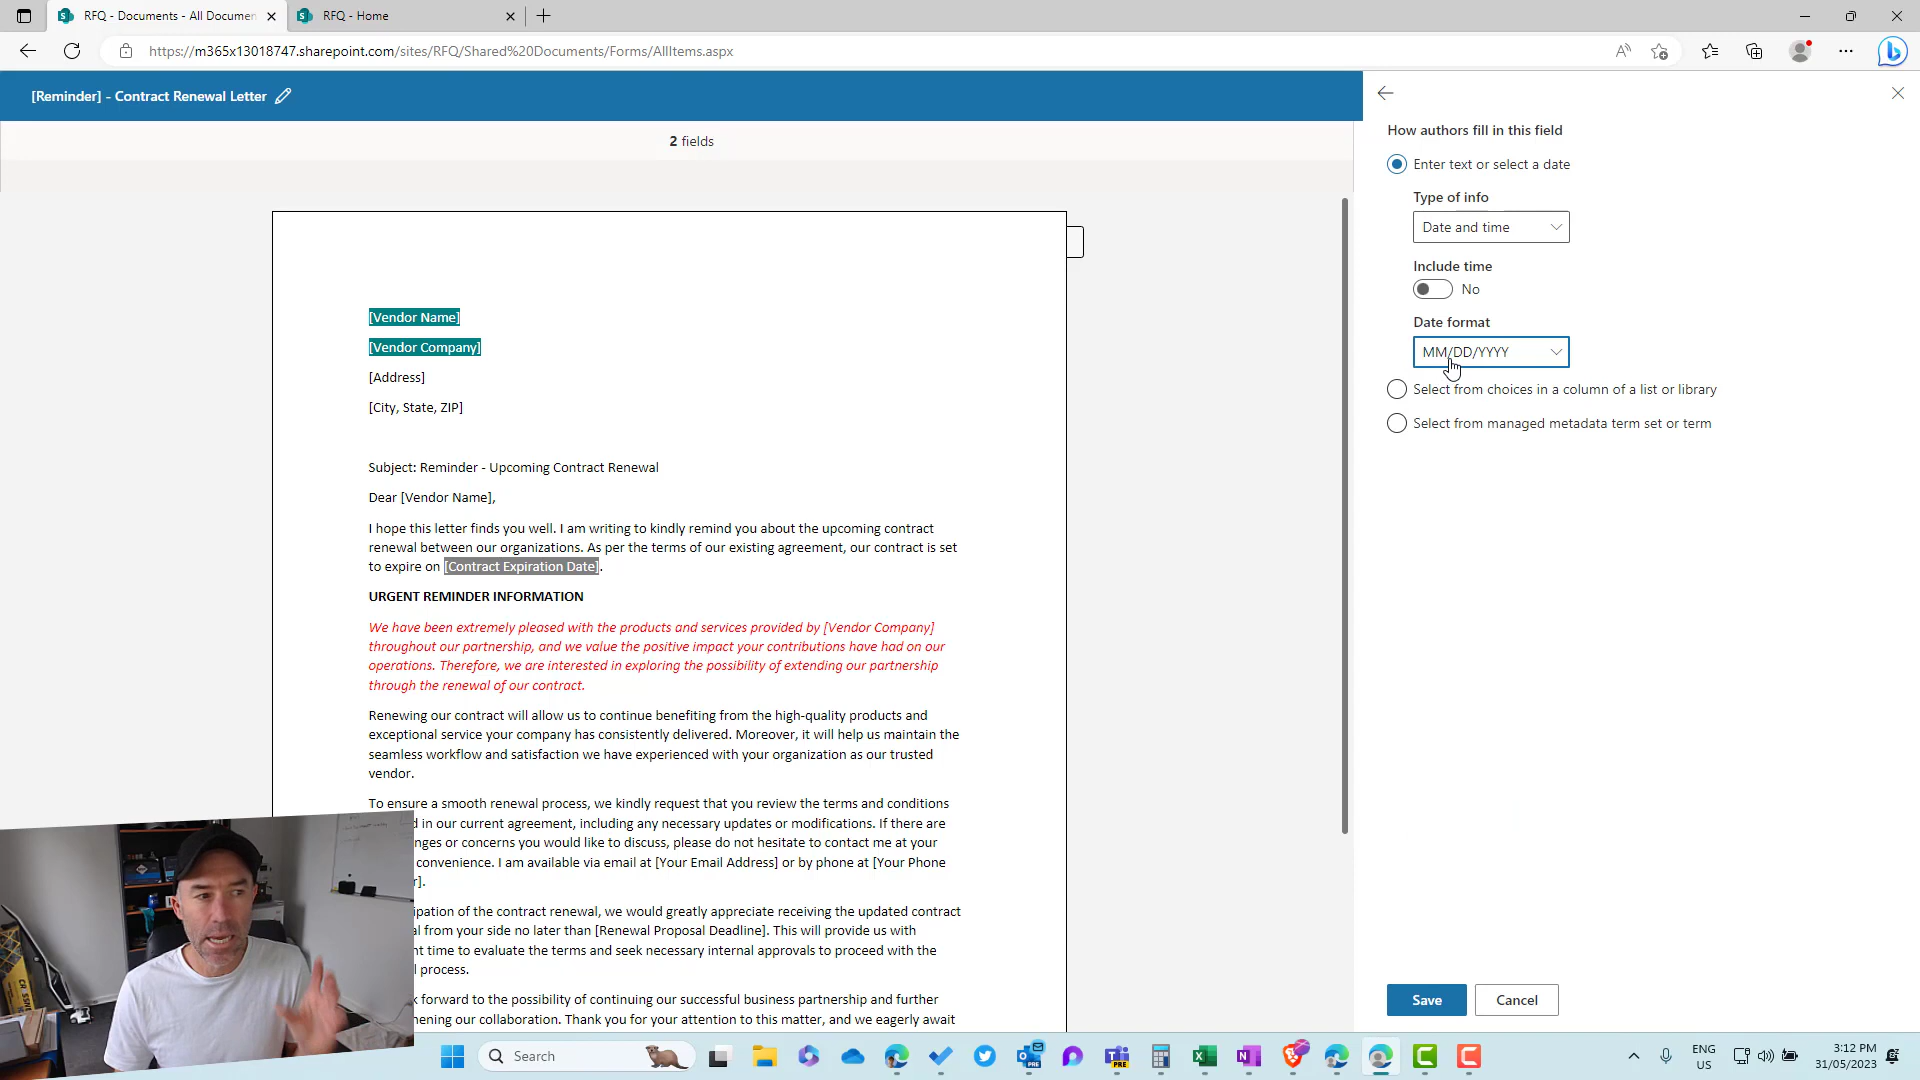 RFQ - Documents - All Documen
RFQ - Home
https://m365x13018747.sharepoint.com/sites/RFQ/Shared%20Documents/Forms/AllItems.aspx
[Reminder] - Contract Renewal Letter
2 fields
[Vendor Name]
[Vendor Company]
[Address]
[City, State, ZIP]
Subject: Reminder - Upcoming Contract Renewal
Dear [Vendor Name],
I hope this letter finds you well. I am writing to kindly remind you about the upcoming contract
renewal between our organizations. As per the terms of our existing agreement, our contract is set
to expire on [Contract Expiration Date].
URGENT REMINDER INFORMATION
We have been extremely pleased with the products and services provided by [Vendor Company]
throughout our partnership, and we value the positive impact your contributions have had on our
operations. Therefore, we are interested in exploring the possibility of extending our partnership
through the renewal of our contract.
Renewing our contract will allow us to continue benefiting from the high-quality products and
exceptional service your company has consistently delivered. Moreover, it will help us maintain the
seamless workflow and satisfaction we have experienced with your organization as our trusted
vendor.
To ensure a smooth renewal process, we kindly request that you review the terms and conditions
d in our current agreement, including any necessary updates or modifications. If there are
nges or concerns you would like to discuss, please do not hesitate to contact me at your
convenience. I am available via email at [Your Email Address] or by phone at [Your Phone
r].
ipation of the contract renewal, we would greatly appreciate receiving the updated contract
al from your side no later than [Renewal Proposal Deadline]. This will provide us with
nt time to evaluate the terms and seek necessary internal approvals to proceed with the
l process.
k forward to the possibility of continuing our successful business partnership and further
hening our collaboration. Thank you for your attention to this matter, and we eagerly await
How authors fill in this field
Enter text or select a date
Type of info
Date and time
Include time
No
Date format
MM/DD/YYYY
Select from choices in a column of a list or library
Select from managed metadata term set or term
Save
Cancel
Search
PRE
PRE
ENG
US
3:12 PM
31/05/2023